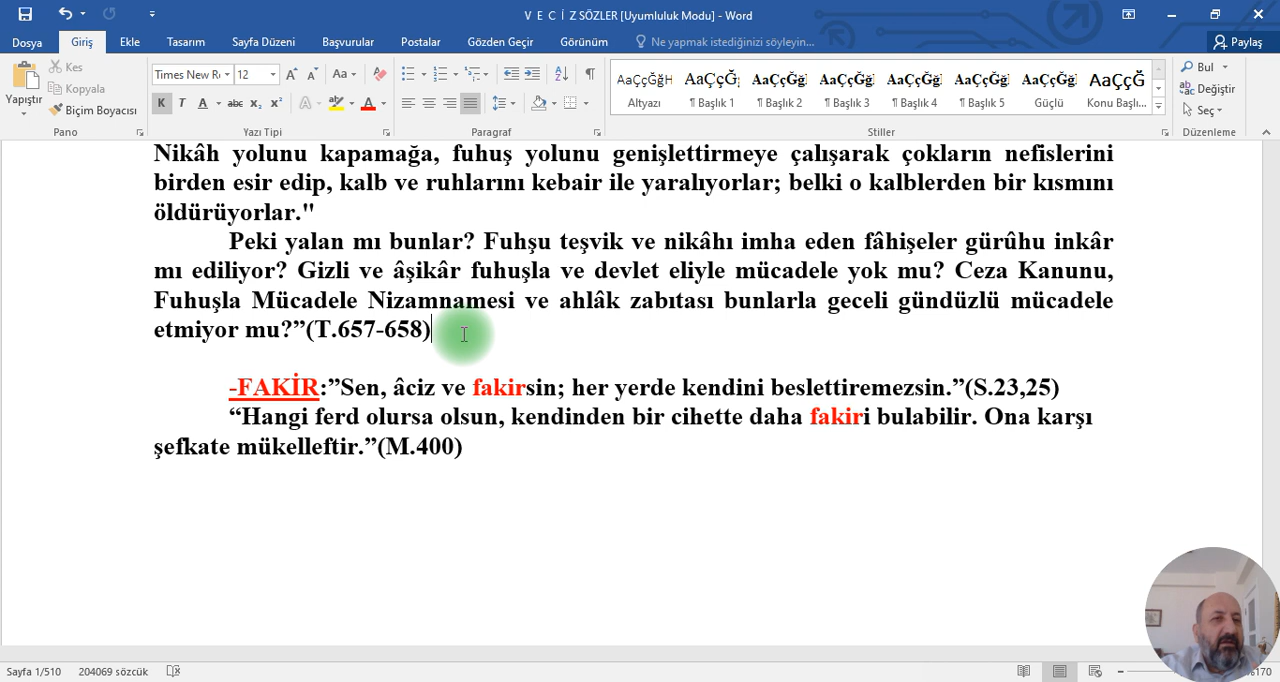 V E C İ Z SÖZLER [Uyumluluk Modu] - Word
Dosya Giriş Ekle Tasarım Sayfa Düzeni Başvurular Postalar Gözden Geçir Görünüm Ne yapmak istediğinizi söyleyin... Paylaş
Yapıştır
Kes
Kopyala
Biçim Boyacısı
Pano
Times New Ro 12
Aa
K T A abc x₂ x²
Yazı Tipi
Paragraf
AaÇçĞğH AaÇçĞ AaÇçĞğ AaÇçĞğ AaÇçĞğ AaÇçĞğ AaÇçĞğ AaÇçĞ
Altyazı ¶ Başlık 1 ¶ Başlık 2 ¶ Başlık 3 ¶ Başlık 4 ¶ Başlık 5 Güçlü Konu Başlı...
Stiller
Bul
Değiştir
Seç
Düzenleme
Nikâh yolunu kapamağa, fuhuş yolunu genişlettirmeye çalışarak çokların nefislerini
birden esir edip, kalb ve ruhlarını kebair ile yaralıyorlar; belki o kalblerden bir kısmını
öldürüyorlar."
Peki yalan mı bunlar? Fuhşu teşvik ve nikâhı imha eden fâhişeler gürûhu inkâr
mı ediliyor? Gizli ve âşikâr fuhuşla ve devlet eliyle mücadele yok mu? Ceza Kanunu,
Fuhuşla Mücadele Nizamnamesi ve ahlâk zabıtası bunlarla geceli gündüzlü mücadele
etmiyor mu?”(T.657-658)
-FAKİR:”Sen, âciz ve fakirsin; her yerde kendini beslettiremezsin.”(S.23,25)
“Hangi ferd olursa olsun, kendinden bir cihette daha fakiri bulabilir. Ona karşı
şefkate mükelleftir.”(M.400)
Sayfa 1/510 204069 sözcük
%170